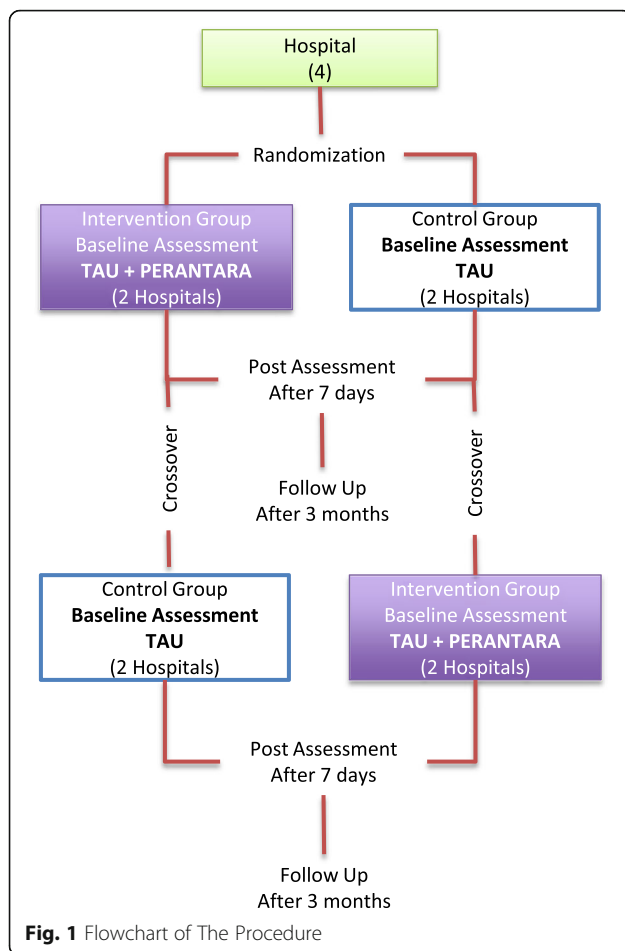 Hospital
(4)
Randomization
Intervention Group
Baseline Assessment
TAU + PERANTARA
(2 Hospitals)
Control Group
Baseline Assessment
TAU
(2 Hospitals)
Post Assessment
After 7 days
Crossover
Crossover
Follow Up
After 3 months
Control Group
Baseline Assessment
TAU
(2 Hospitals)
Intervention Group
Baseline Assessment
TAU + PERANTARA
(2 Hospitals)
Post Assessment
After 7 days
Follow Up
After 3 months
Fig. 1 Flowchart of The Procedure